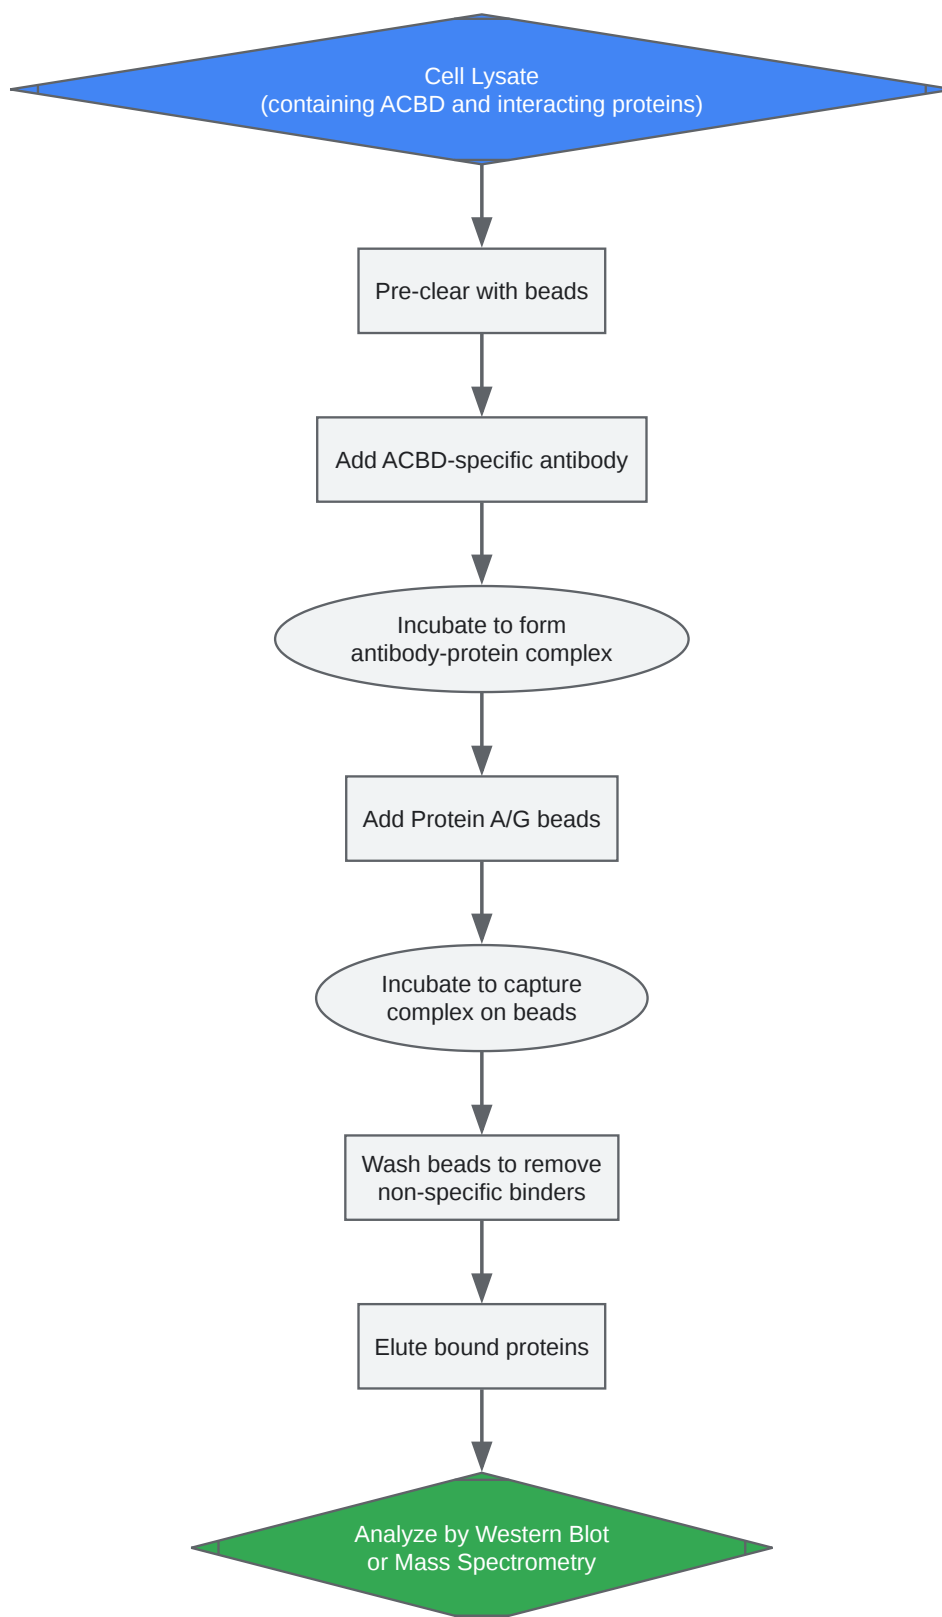 Cell Lysate
(containing ACBD and interacting proteins)
Pre-clear with beads
Add ACBD-specific antibody
Incubate to form
antibody-protein complex
Add Protein A/G beads
Incubate to capture
complex on beads
Wash beads to remove
non-specific binders
Elute bound proteins
Analyze by Western Blot
or Mass Spectrometry